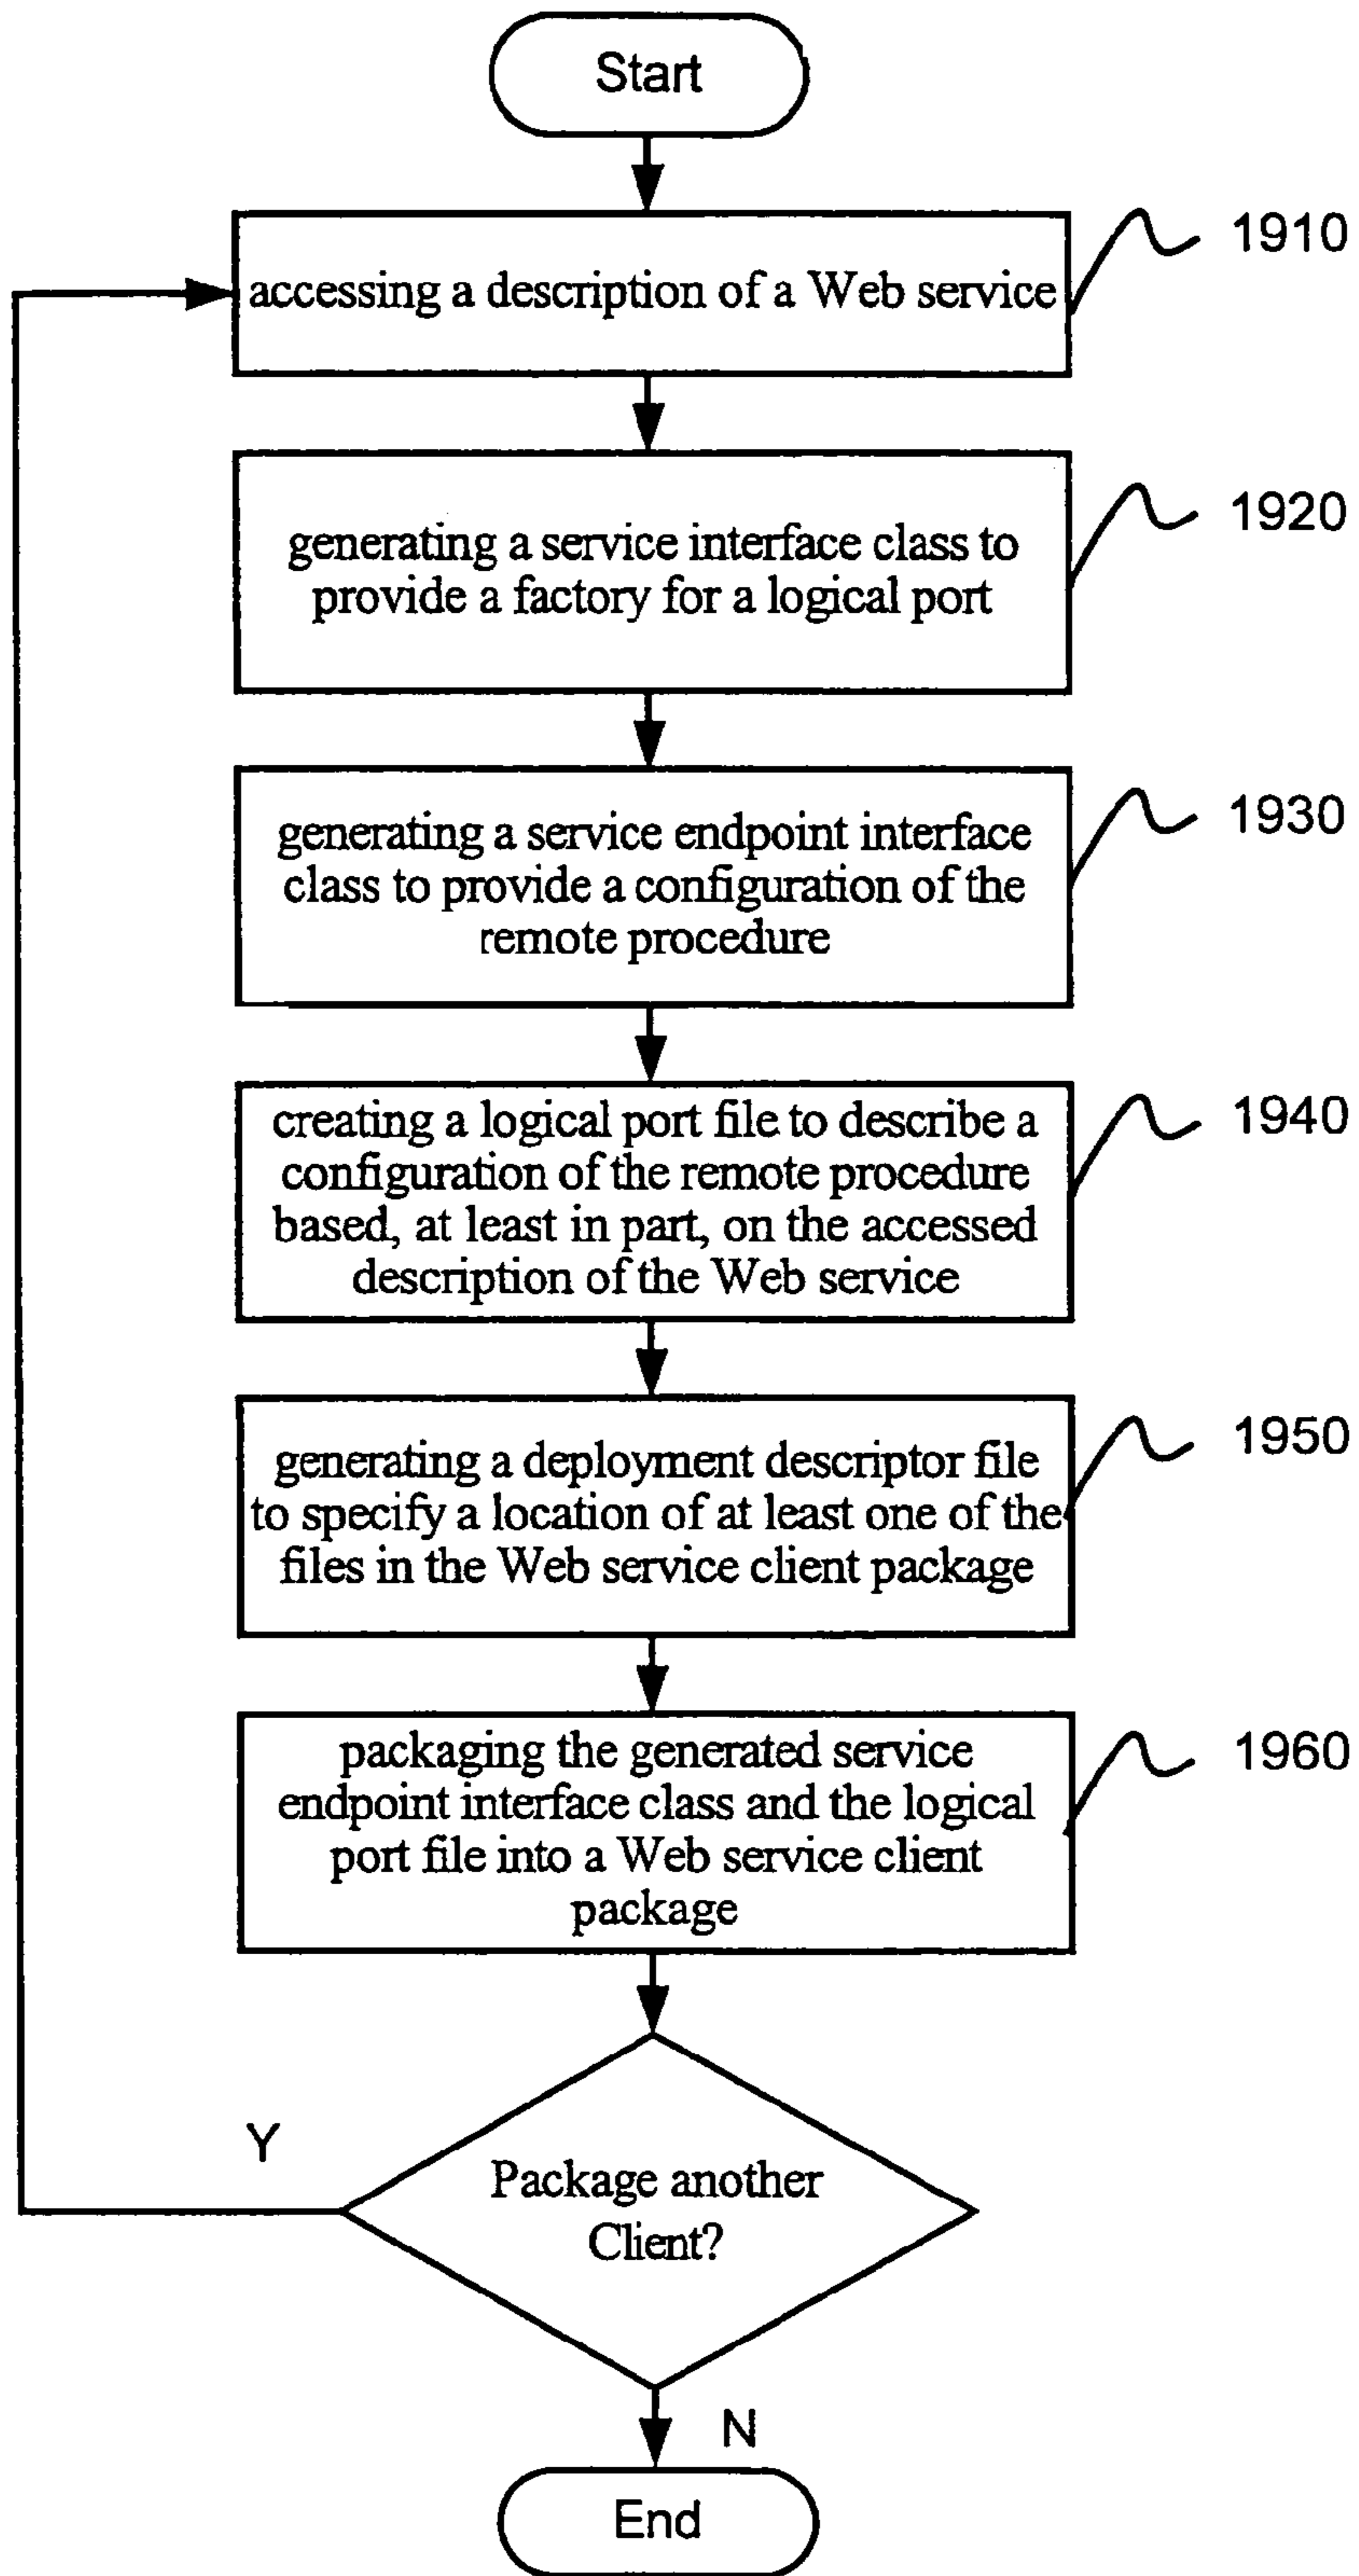 Start
accessing a description of a Web service
1910
generating a service interface class to
provide a factory for a logical port
1920
generating a service endpoint interface
class to provide a configuration of the
remote procedure
1930
creating a logical port file to describe a
configuration of the remote procedure
based, at least in part, on the accessed
description of the Web service
1940
generating a deployment descriptor file
to specify a location of at least one of the
files in the Web service client package
1950
packaging the generated service
endpoint interface class and the logical
port file into a Web service client
package
1960
Y
Package another
Client?
N
End